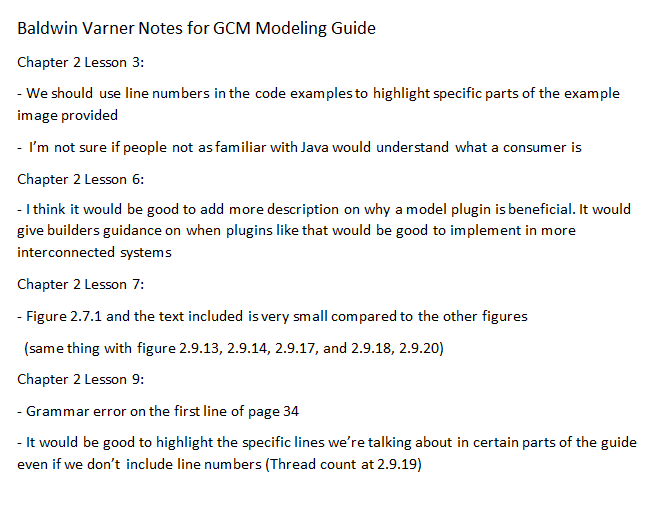 Baldwin Varner Notes for GCM Modeling Guide
Chapter 2 Lesson 3:
- We should use line numbers in the code examples to highlight specific parts of the example
image provided
- I’m not sure if people not as familiar with Java would understand what a consumer is
Chapter 2 Lesson 6:
- I think it would be good to add more description on why a model plugin is beneficial. It would
give builders guidance on when plugins like that would be good to implement in more
interconnected systems
Chapter 2 Lesson 7:
- Figure 2.7.1 and the text included is very small compared to the other figures
(same thing with figure 2.9.13, 2.9.14, 2.9.17, and 2.9.18, 2.9.20)
Chapter 2 Lesson 9:
- Grammar error on the first line of page 34
- It would be good to highlight the specific lines we’re talking about in certain parts of the guide
even if we don’t include line numbers (Thread count at 2.9.19)